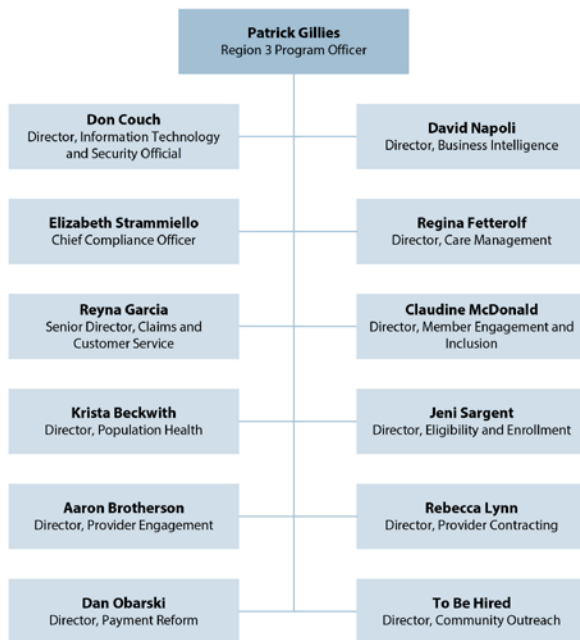 Patrick Gillies
Region 3 Program Officer
Don Couch
Director, Information Technology
and Security Official
David Napoli
Director, Business Intelligence
Elizabeth Strammiello
Chief Compliance Officer
Regina Fetterolf
Director, Care Management
Reyna Garcia
Senior Director, Claims and
Customer Service
Claudine McDonald
Director, Member Engagement and
Inclusion
Krista Beckwith
Director, Population Health
Jeni Sargent
Director, Eligibility and Enrollment
Aaron Brotherson
Director, Provider Engagement
Rebecca Lynn
Director, Provider Contracting
Dan Obarski
Director, Payment Reform
To Be Hired
Director, Community Outreach